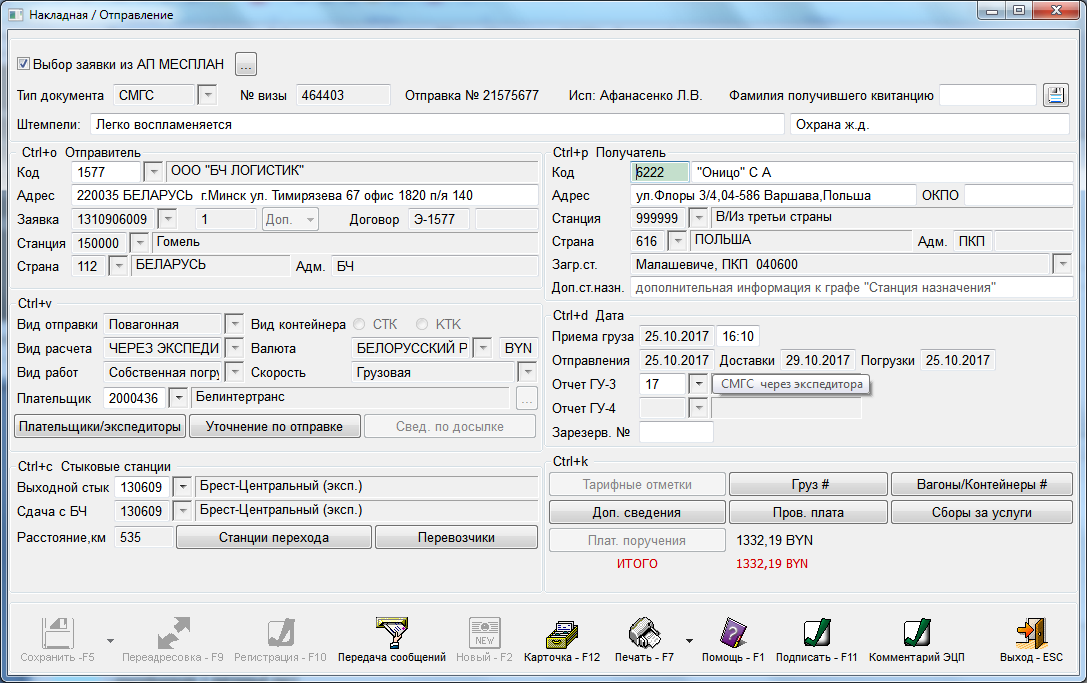 Накладная / Отправление
Выбор заявки из АП МЕСПЛАН ...
Тип документа СМГС № визы 464403 Отправка № 21575677 Исп: Афанасенко Л.В. Фамилия получившего квитанцию
Штемпели: Легко воспламеняется Охрана ж.д.
Ctrl+o Отправитель
Код 1577 ООО "БЧ ЛОГИСТИК"
Адрес 220035 БЕЛАРУСЬ г.Минск ул. Тимирязева 67 офис 1820 п/я 140
Заявка 1310906009 1 Доп. Договор Э-1577
Станция 150000 Гомель
Страна 112 БЕЛАРУСЬ Адм. БЧ
Ctrl+p Получатель
Код 6222 "Оницо" С А
Адрес ул.Флоры 3/4,04-586 Варшава,Польша ОКПО
Станция 999999 В/Из третьи страны
Страна 616 ПОЛЬША Адм. ПКП
Загр.ст. Малашевиче, ПКП 040600
Доп.ст.назн. дополнительная информация к графе "Станция назначения"
Ctrl+v
Вид отправки Повагонная Вид контейнера СТК КТК
Вид расчета ЧЕРЕЗ ЭКСПЕДИ Валюта БЕЛОРУССКИЙ Р BYN
Вид работ Собственная погру Скорость Грузовая
Плательщик 2000436 Белинтертранс ...
Плательщики/экспедиторы Уточнение по отправке Свед. по досылке
Ctrl+d Дата
Приема груза 25.10.2017 16:10
Отправления 25.10.2017 Доставки 29.10.2017 Погрузки 25.10.2017
Отчет ГУ-3 17 СМГС через экспедитора
Отчет ГУ-4
Зарезерв. №
Ctrl+c Стыковые станции
Выходной стык 130609 Брест-Центральный (эксп.)
Сдача с БЧ 130609 Брест-Центральный (эксп.)
Расстояние,км 535 Станции перехода Перевозчики
Ctrl+k
Тарифные отметки Груз # Вагоны/Контейнеры #
Доп. сведения Пров. плата Сборы за услуги
Плат. поручения 1332,19 BYN
ИТОГО 1332,19 BYN
NEW
Сохранить -F5 Переадресовка - F9 Регистрация - F10 Передача сообщений Новый - F2 Карточка - F12 Печать - F7 Помощь - F1 Подписать - F11 Комментарий ЭЦП Выход - ESC